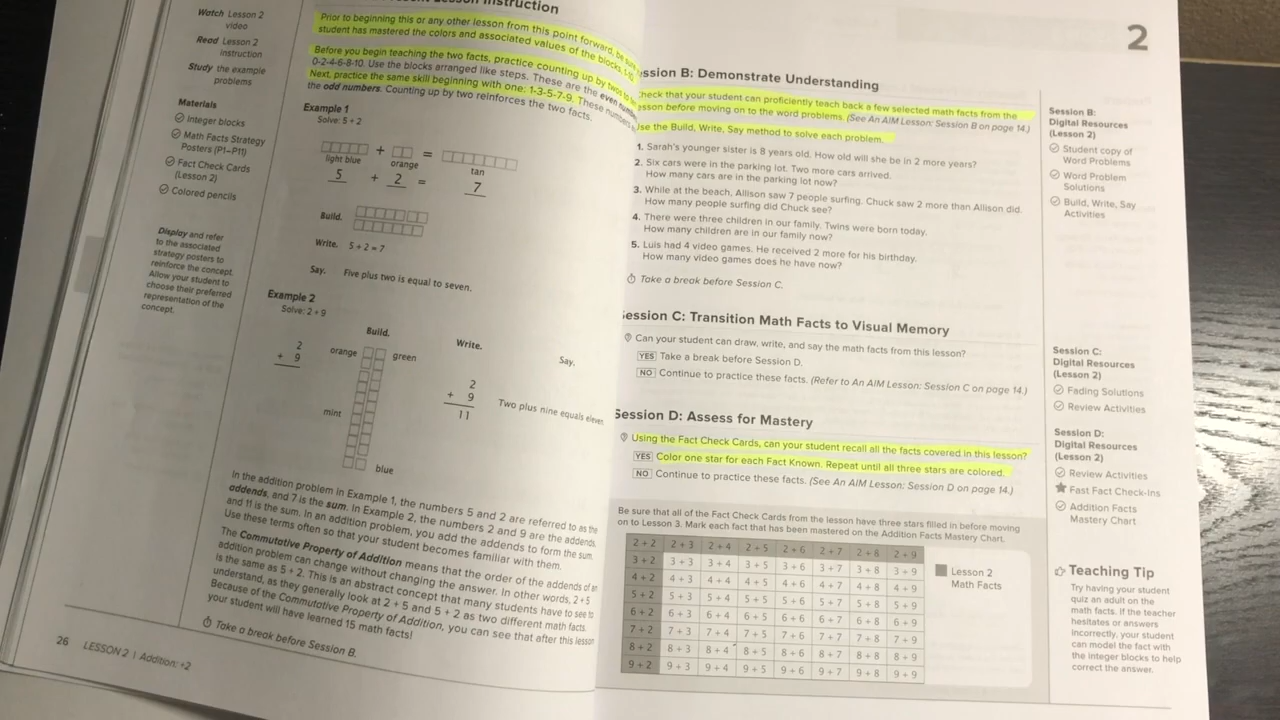 Watch Lesson 2
video
Read Lesson 2
instruction
Study the example
problems
Materials
Integer blocks
Math Facts Strategy
Posters (P1–P11)
Fact Check Cards
(Lesson 2)
Colored pencils
Display and refer
to the associated
strategy posters to
reinforce the concept.
Allow your student to
choose their preferred
representation of the
concept.
Instruction
Prior to beginning this or any other lesson from this point forward, be sure
student has mastered the colors and associated values of the blocks, 1-10.
Before you begin teaching the two facts, practice counting up by twos
0-2-4-6-8-10. Use the blocks arranged like steps. These are the even
Next, practice the same skill beginning with one: 1-3-5-7-9. These
the odd numbers. Counting up by two reinforces the two facts.
Example 1
Solve: 5 + 2
+ =
light blue orange tan
5 + 2 = 7
Build.
Write. 5 + 2 = 7
Say. Five plus two is equal to seven.
Example 2
Solve: 2 + 9
Build.
Write.
Say.
2
+ 9
orange green
mint
blue
2
+ 9
11
Two plus nine equals eleven.
In the addition problem in Example 1, the numbers 5 and 2 are referred to as the
addends, and 7 is the sum. In Example 2, the numbers 2 and 9 are the addends
and 11 is the sum. In an addition problem, you add the addends to form the sum.
Use these terms often so that your student becomes familiar with them.
The Commutative Property of Addition means that the order of the addends of an
addition problem can change without changing the answer. In other words, 2 + 5
is the same as 5 + 2. This is an abstract concept that many students have to see to
understand, as they generally look at 2 + 5 and 5 + 2 as two different math facts.
Because of the Commutative Property of Addition, you can see that after this lesson
your student will have learned 15 math facts!
Take a break before Session B.
26 LESSON 2 | Addition: +2
2
Session B: Demonstrate Understanding
Check that your student can proficiently teach back a few selected math facts from the
lesson before moving on to the word problems. (See An AIM Lesson: Session B on page 14.)
Use the Build, Write, Say method to solve each problem.
1. Sarah's younger sister is 8 years old. How old will she be in 2 more years?
2. Six cars were in the parking lot. Two more cars arrived.
How many cars are in the parking lot now?
3. While at the beach, Allison saw 7 people surfing. Chuck saw 2 more than Allison did.
How many people surfing did Chuck see?
4. There were three children in our family. Twins were born today.
How many children are in our family now?
5. Luis had 4 video games. He received 2 more for his birthday.
How many video games does he have now?
Take a break before Session C.
Session C: Transition Math Facts to Visual Memory
Can your student can draw, write, and say the math facts from this lesson?
YES Take a break before Session D.
NO Continue to practice these facts. (Refer to An AIM Lesson: Session C on page 14.)
Session D: Assess for Mastery
Using the Fact Check Cards, can your student recall all the facts covered in this lesson?
YES Color one star for each Fact Known. Repeat until all three stars are colored.
NO Continue to practice these facts. (See An AIM Lesson: Session D on page 14.)
Be sure that all of the Fact Check Cards from the lesson have three stars filled in before moving
on to Lesson 3. Mark each fact that has been mastered on the Addition Facts Mastery Chart.
2 + 2 2 + 3 2 + 4 2 + 5 2 + 6 2 + 7 2 + 8 2 + 9
3 + 2 3 + 3 3 + 4 3 + 5 3 + 6 3 + 7 3 + 8 3 + 9
4 + 2 4 + 3 4 + 4 4 + 5 4 + 6 4 + 7 4 + 8 4 + 9
5 + 2 5 + 3 5 + 4 5 + 5 5 + 6 5 + 7 5 + 8 5 + 9
6 + 2 6 + 3 6 + 4 6 + 5 6 + 6 6 + 7 6 + 8 6 + 9
7 + 2 7 + 3 7 + 4 7 + 5 7 + 6 7 + 7 7 + 8 7 + 9
8 + 2 8 + 3 8 + 4 8 + 5 8 + 6 8 + 7 8 + 8 8 + 9
9 + 2 9 + 3 9 + 4 9 + 5 9 + 6 9 + 7 9 + 8 9 + 9
Lesson 2
Math Facts
Session B:
Digital Resources
(Lesson 2)
Student copy of
Word Problems
Word Problem
Solutions
Build, Write, Say
Activities
Session C:
Digital Resources
(Lesson 2)
Fading Solutions
Review Activities
Session D:
Digital Resources
(Lesson 2)
Review Activities
Fast Fact Check-Ins
Addition Facts
Mastery Chart
Teaching Tip
Try having your student
quiz an adult on the
math facts. If the teacher
hesitates or answers
incorrectly, your student
can model the fact with
the integer blocks to help
correct the answer.